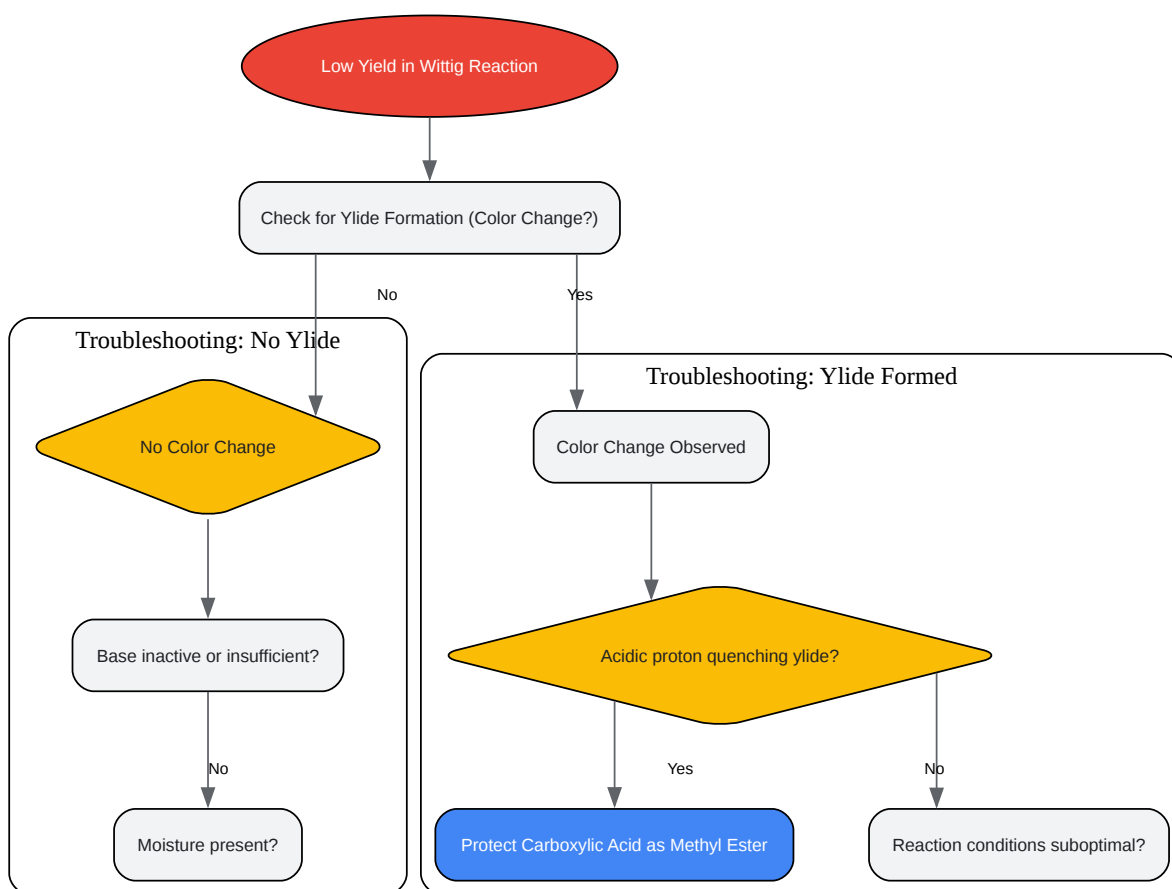 Low Yield in Wittig Reaction
Check for Ylide Formation (Color Change?)
No
Yes
Troubleshooting: No Ylide
Troubleshooting: Ylide Formed
No Color Change
Color Change Observed
Base inactive or insufficient?
Acidic proton quenching ylide?
No
Yes
No
Moisture present?
Protect Carboxylic Acid as Methyl Ester
Reaction conditions suboptimal?